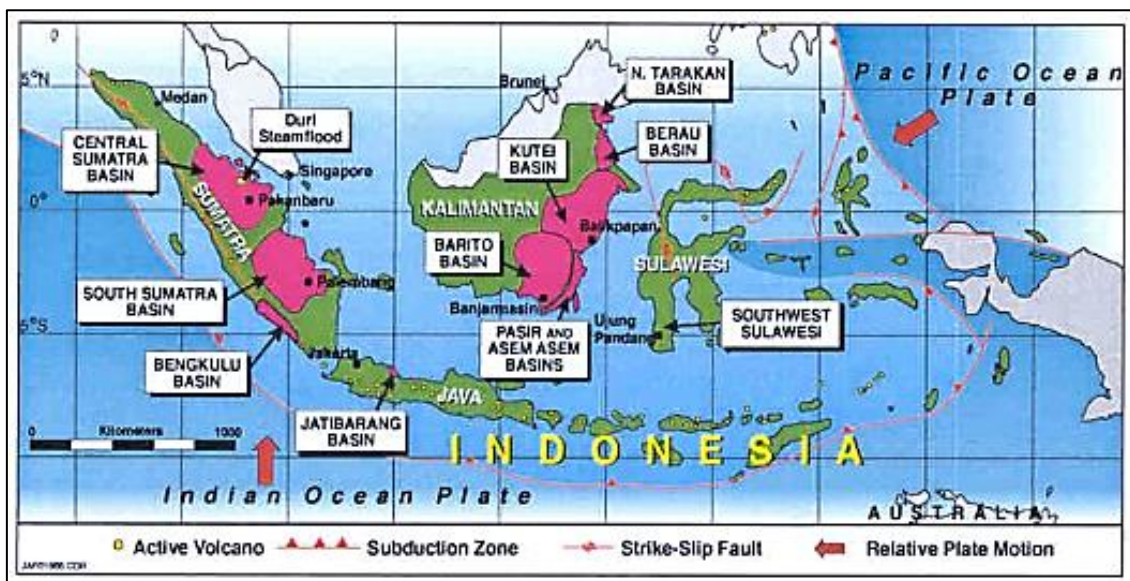 5°N
0°
5°S
Medan
Brunei
N. TARAKAN
BASIN
Pacific Ocean
Plate
Duri
Steamflood
CENTRAL
SUMATRA
BASIN
KUTEI
BASIN
BERAU
BASIN
Singapore
Pakanbaru
SUMATRA
KALIMANTAN
Balikpapan
SULAWESI
BARITO
BASIN
Palembang
SOUTH SUMATRA
BASIN
Banjarmasin
PASIR AND
ASEM ASEM
BASINS
Ujung
Pandang
SOUTHWEST
SULAWESI
BENGKULU
BASIN
Jakarta
JAVA
JATIBARANG
BASIN
0 Kilometers 1000
INDONESIA
Indian Ocean Plate
AUSTRALIA
Active Volcano
Subduction Zone
Strike-Slip Fault
Relative Plate Motion